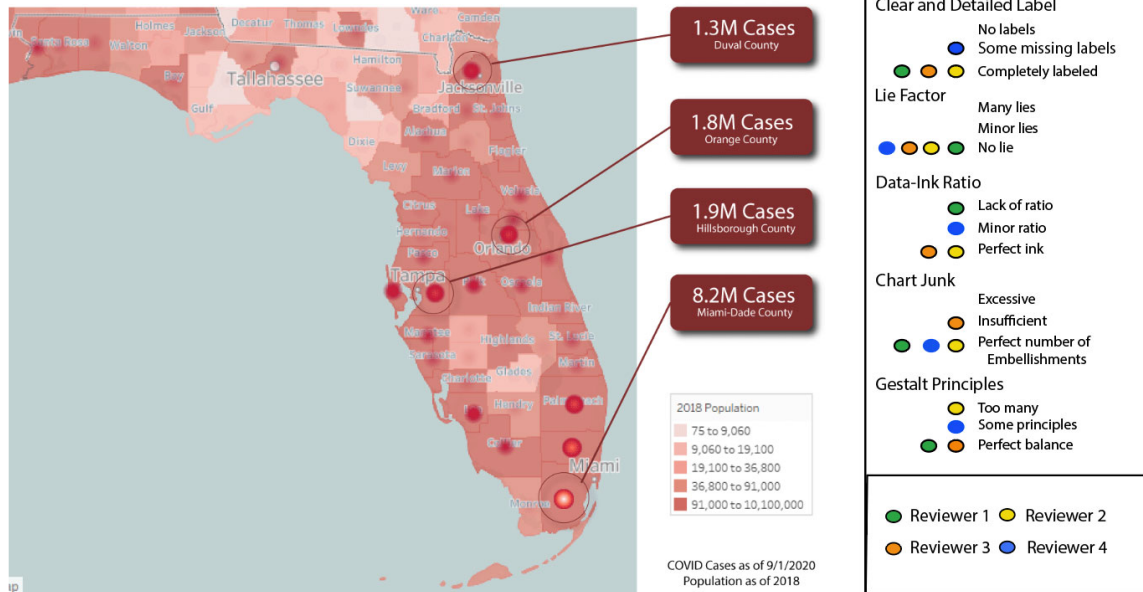 Ware
Camden
Holmes
Jackson
Decatur
Thomas
Lowndes
Charlton
Santa Rosa
Walton
Hamilton
Tallahassee
Bay
Suwannee
Jacksonville
Gulf
Bradford
St. Johns
Alachua
Dixie
Flagler
Levy
Marion
Volusia
Citrus
Lake
Hernando
Orlando
Pasco
Tampa
Polk
Osceola
Indian River
Manatee
Highlands
St. Lucie
Sarasota
Martin
Glades
Charlotte
Hendry
Palm Beach
Lee
Collier
Miami
Monroe
1.3M Cases
Duval County
1.8M Cases
Orange County
1.9M Cases
Hillsborough County
8.2M Cases
Miami-Dade County
2018 Population
75 to 9,060
9,060 to 19,100
19,100 to 36,800
36,800 to 91,000
91,000 to 10,100,000
COVID Cases as of 9/1/2020
Population as of 2018
Clear and Detailed Label
No labels
Some missing labels
Completely labeled
Lie Factor
Many lies
Minor lies
No lie
Data-Ink Ratio
Lack of ratio
Minor ratio
Perfect ink
Chart Junk
Excessive
Insufficient
Perfect number of
Embellishments
Gestalt Principles
Too many
Some principles
Perfect balance
Reviewer 1
Reviewer 2
Reviewer 3
Reviewer 4